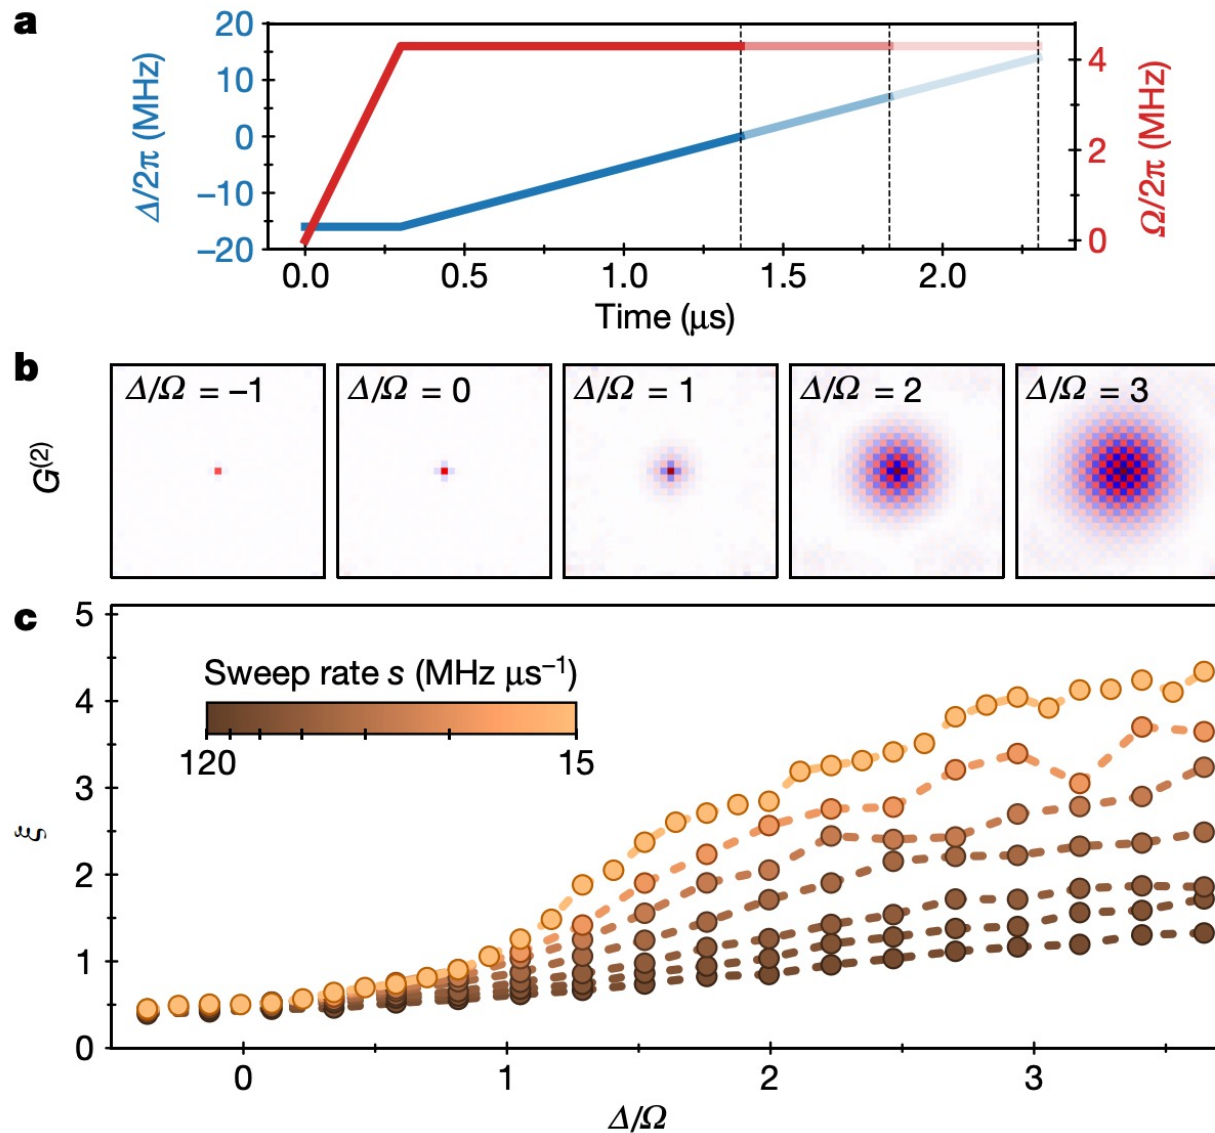 a
20
10
0
−10
−20
Δ/2π (MHz)
4
2
0
Ω/2π (MHz)
0.0 0.5 1.0 1.5 2.0
Time (μs)
b
G(2)
Δ/Ω = −1 Δ/Ω = 0 Δ/Ω = 1 Δ/Ω = 2 Δ/Ω = 3
c
5
4
3
2
1
0
ξ
Sweep rate s (MHz μs−1)
120 15
0 1 2 3
Δ/Ω